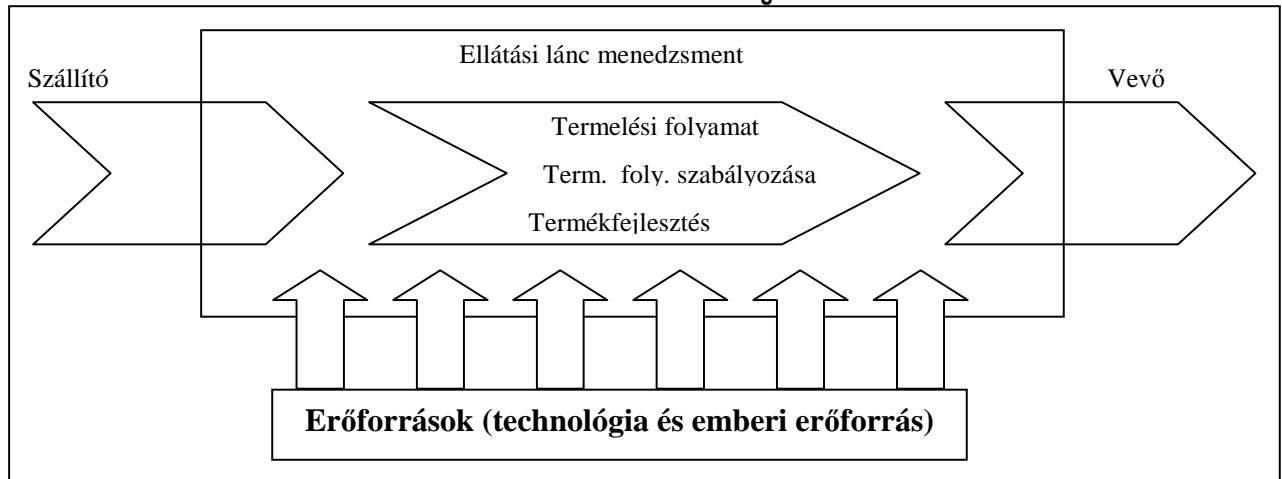 Ellátási lánc menedzsment
Szállító
Vevő
Termelési folyamat
Term. foly. szabályozása
Termékfejlesztés
Erőforrások (technológia és emberi erőforrás)